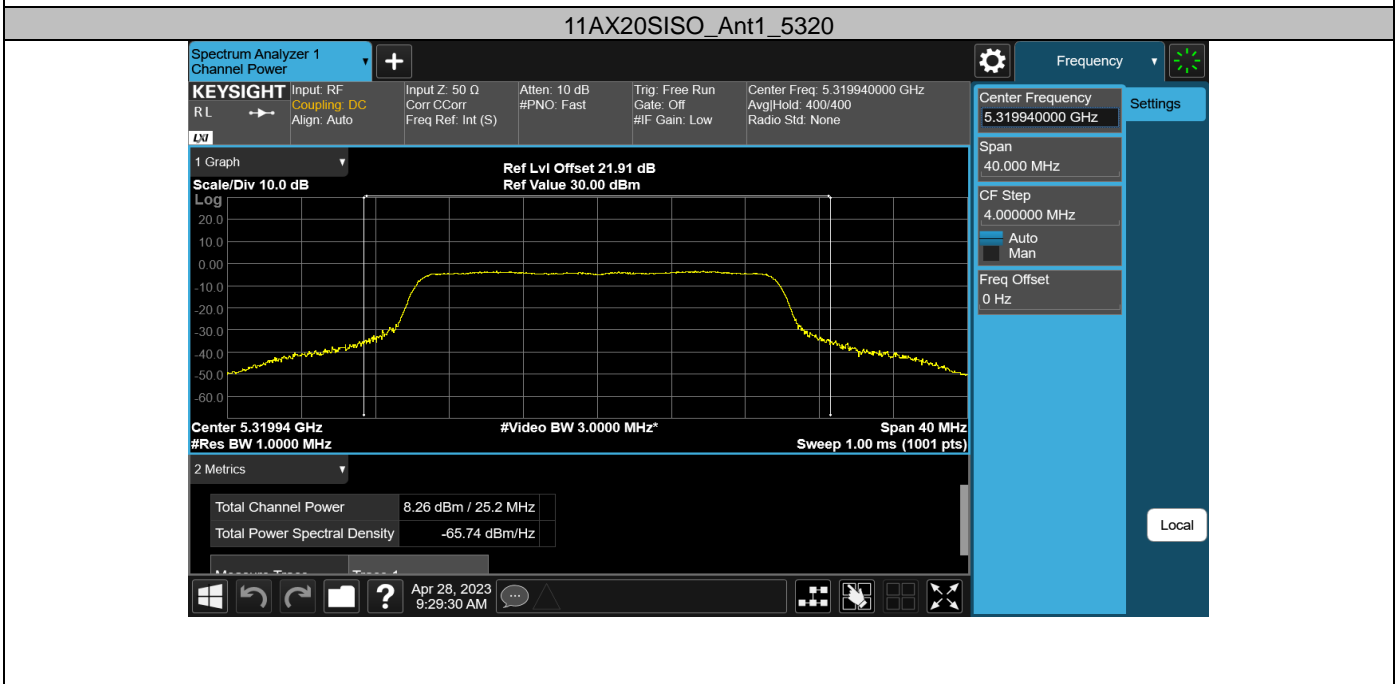 11AX20SISO_Ant1_5320
Spectrum Analyzer 1
Channel Power
Frequency
KEYSIGHT
R L
LXI
Input: RF
Coupling: DC
Align: Auto
Input Z: 50 Ω
Corr CCorr
Freq Ref: Int (S)
Atten: 10 dB
#PNO: Fast
Trig: Free Run
Gate: Off
#IF Gain: Low
Center Freq: 5.319940000 GHz
Avg|Hold: 400/400
Radio Std: None
Center Frequency
5.319940000 GHz
Settings
Span
40.000 MHz
CF Step
4.000000 MHz
Auto
Man
Freq Offset
0 Hz
Local
1 Graph
Ref Lvl Offset 21.91 dB
Scale/Div 10.0 dB
Ref Value 30.00 dBm
Log
20.0
10.0
0.00
-10.0
-20.0
-30.0
-40.0
-50.0
-60.0
Center 5.31994 GHz
#Video BW 3.0000 MHz*
Span 40 MHz
#Res BW 1.0000 MHz
Sweep 1.00 ms (1001 pts)
2 Metrics
Total Channel Power 8.26 dBm / 25.2 MHz
Total Power Spectral Density -65.74 dBm/Hz
Measure Trace Trace 1
?
Apr 28, 2023
9:29:30 AM